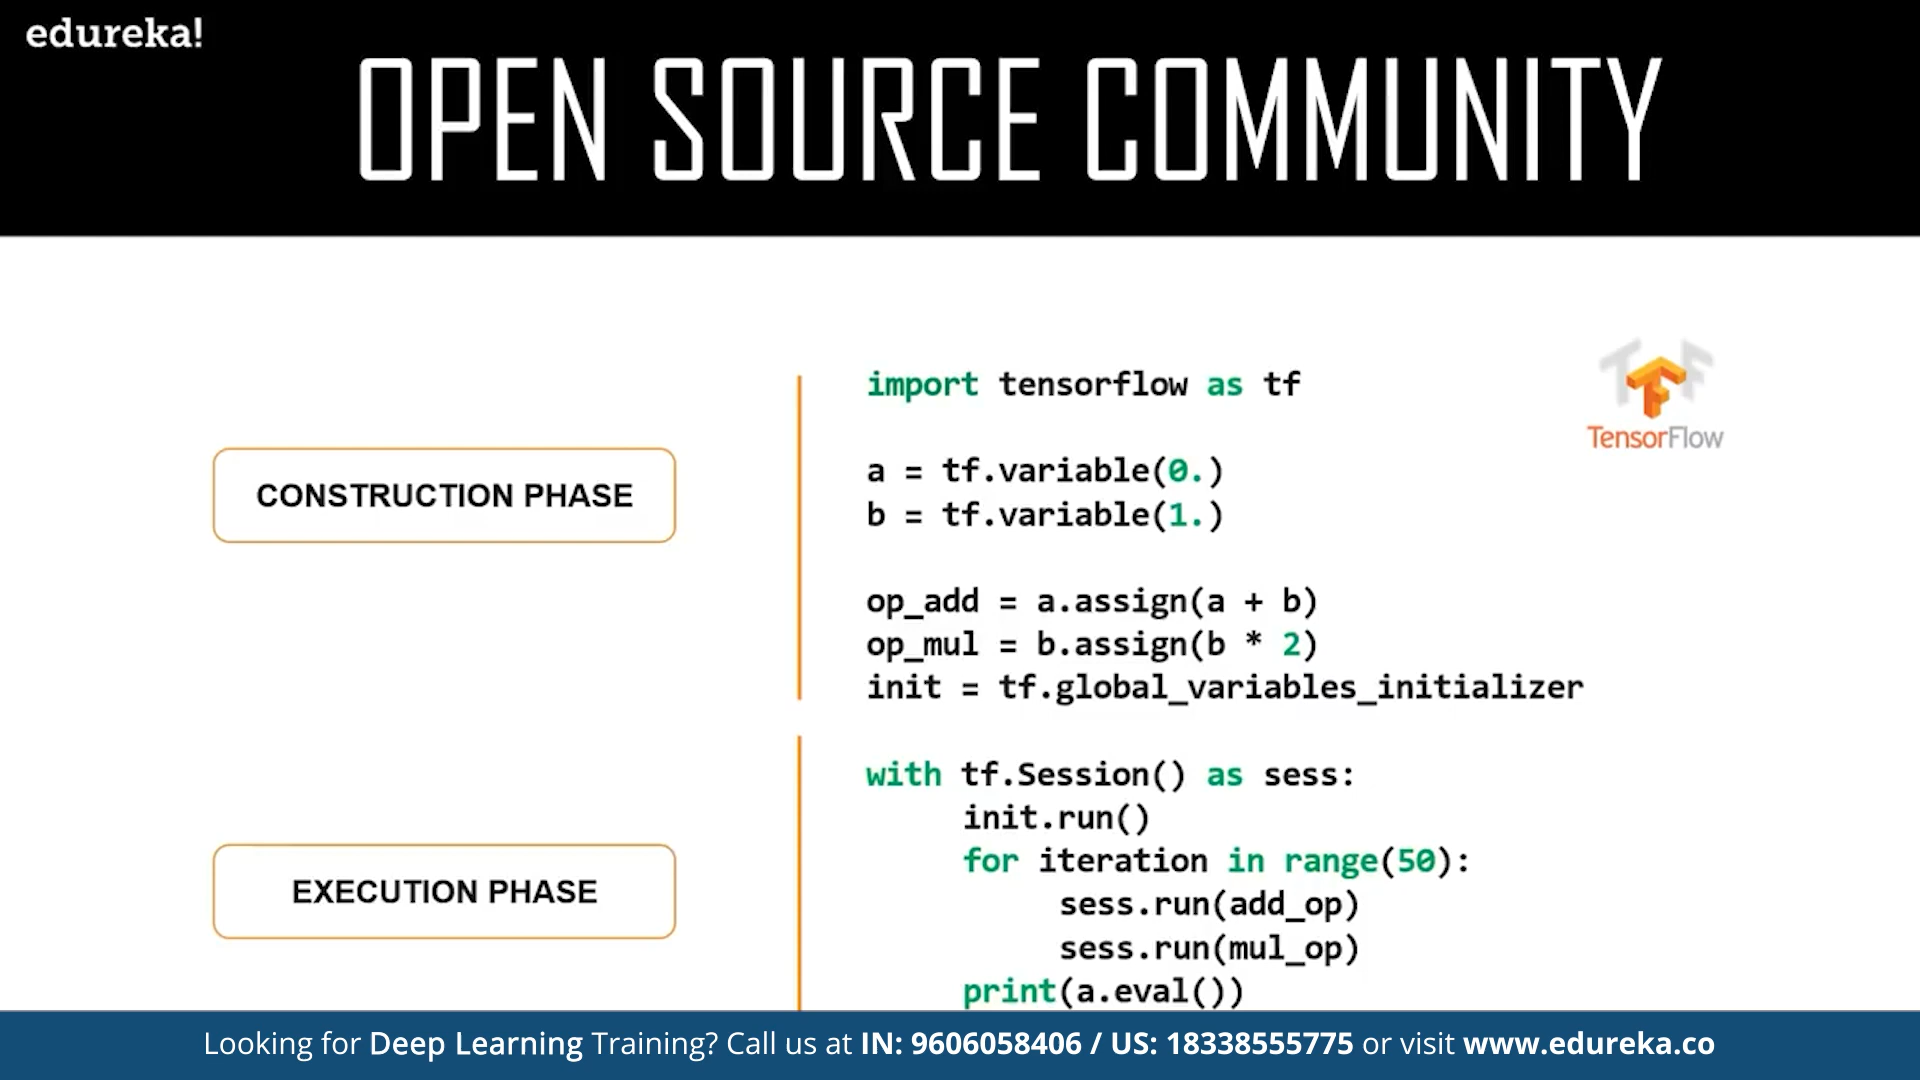 edureka!
OPEN SOURCE COMMUNITY
TensorFlow
CONSTRUCTION PHASE
import tensorflow as tf
a = tf.variable(0.)
b = tf.variable(1.)
op_add = a.assign(a + b)
op_mul = b.assign(b * 2)
init = tf.global_variables_initializer
EXECUTION PHASE
with tf.Session() as sess:
init.run()
for iteration in range(50):
sess.run(add_op)
sess.run(mul_op)
print(a.eval())
Looking for Deep Learning Training? Call us at IN: 9606058406 / US: 18338555775 or visit www.edureka.co